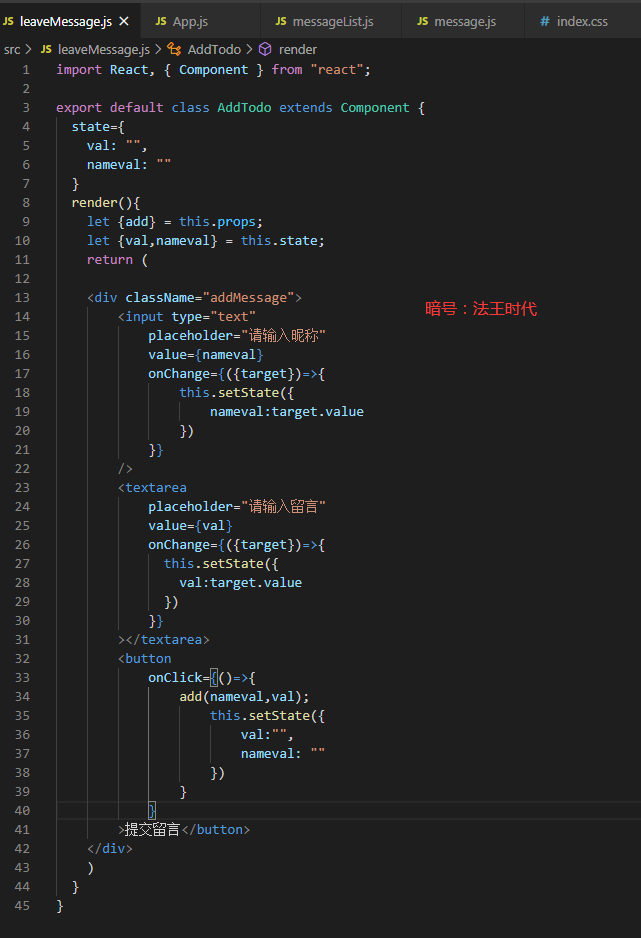 JS leaveMessage.js × JS App.js JS messageList.js JS message.js # index.css
src > JS leaveMessage.js > AddTodo > render
1 import React, { Component } from "react";
2
3 export default class AddTodo extends Component {
4 state={
5 val: "",
6 nameval: ""
7 }
8 render(){
9 let {add} = this.props;
10 let {val,nameval} = this.state;
11 return (
12
13 <div className="addMessage">
暗号：法王时代
14 <input type="text"
15 placeholder="请输入昵称"
16 value={nameval}
17 onChange={({target})=>{
18 this.setState({
19 nameval:target.value
20 })
21 }}
22 />
23 <textarea
24 placeholder="请输入留言"
25 value={val}
26 onChange={({target})=>{
27 this.setState({
28 val:target.value
29 })
30 }}
31 ></textarea>
32 <button
33 onClick={()=>{
34 add(nameval,val);
35 this.setState({
36 val:"",
37 nameval: ""
38 })
39 }
40 }
41 >提交留言</button>
42 </div>
43 )
44 }
45 }